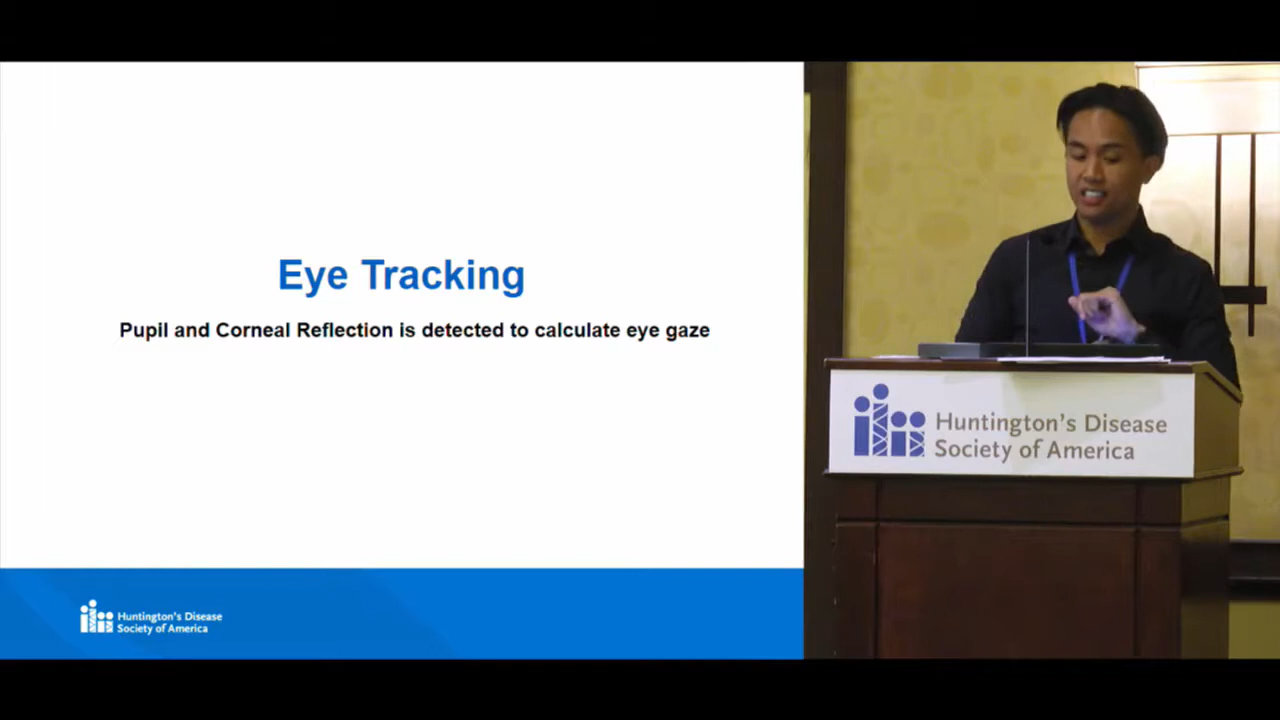 Eye Tracking
Pupil and Corneal Reflection is detected to calculate eye gaze
Huntington's Disease
Society of America
Huntington's Disease
Society of America